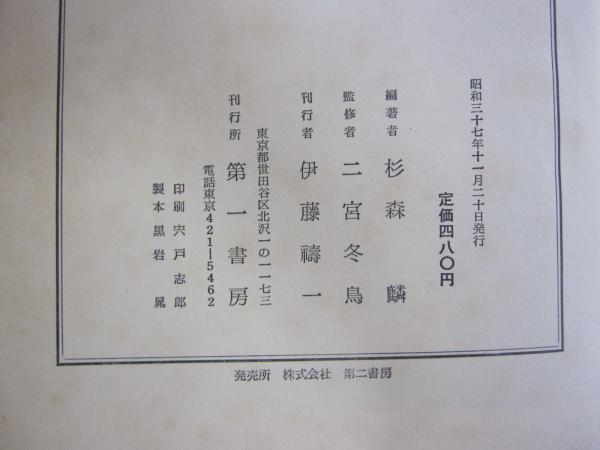 昭和三十七年十一月二十日発行
定価四八〇円
編著者 杉森麟
監修者 二宮冬鳥
刊行者 伊藤禱一
東京都世田谷区北沢一の一一七三
刊行所 第一書房
電話東京421―5462
印刷 宍戸志郎
製本 黒岩晃
発売所 株式会社 第二書房